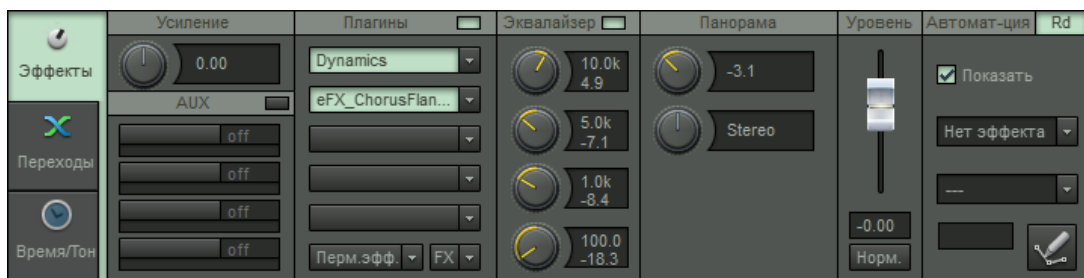 Эффекты
Переходы
Время/Тон
Усиление
0.00
AUX
off
off
off
off
Плагины
Dynamics
eFX_ChorusFlan...
Перм.эфф.
FX
Эквалайзер
10.0k
4.9
5.0k
-7.1
1.0k
-8.4
100.0
-18.3
Панорама
-3.1
Stereo
Уровень
-0.00
Норм.
Автомат-ция
Rd
Показать
Нет эффекта
---